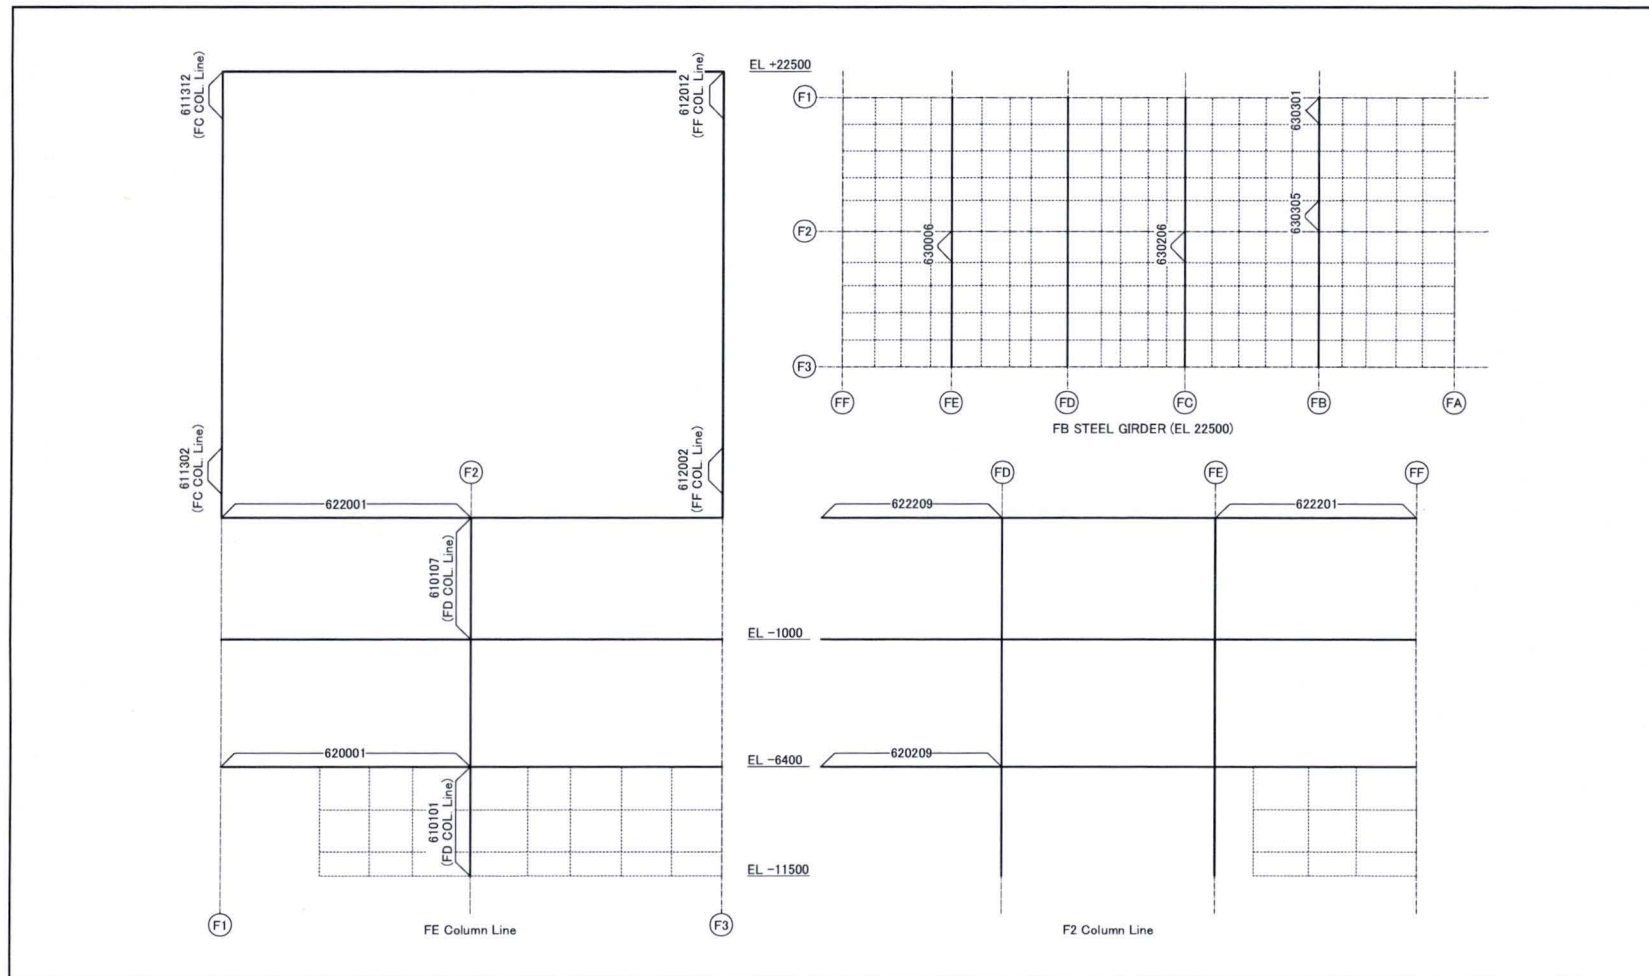 611312
(FC COL. Line)
6112012
(FF COL. Line)
611302
(FC COL. Line)
612002
(FF COL. Line)
F2
622001
610107
(FD COL. Line)
620001
610101
(FD COL. Line)
F1
F3
FE Column Line
EL +22500
EL -1000
EL -6400
EL -11500
F1
F2
F3
630301
630305
630006
630206
FF
FE
FD
FC
FB
FA
FB STEEL GIRDER (EL 22500)
FD
FE
FF
622209
622201
620209
F2 Column Line